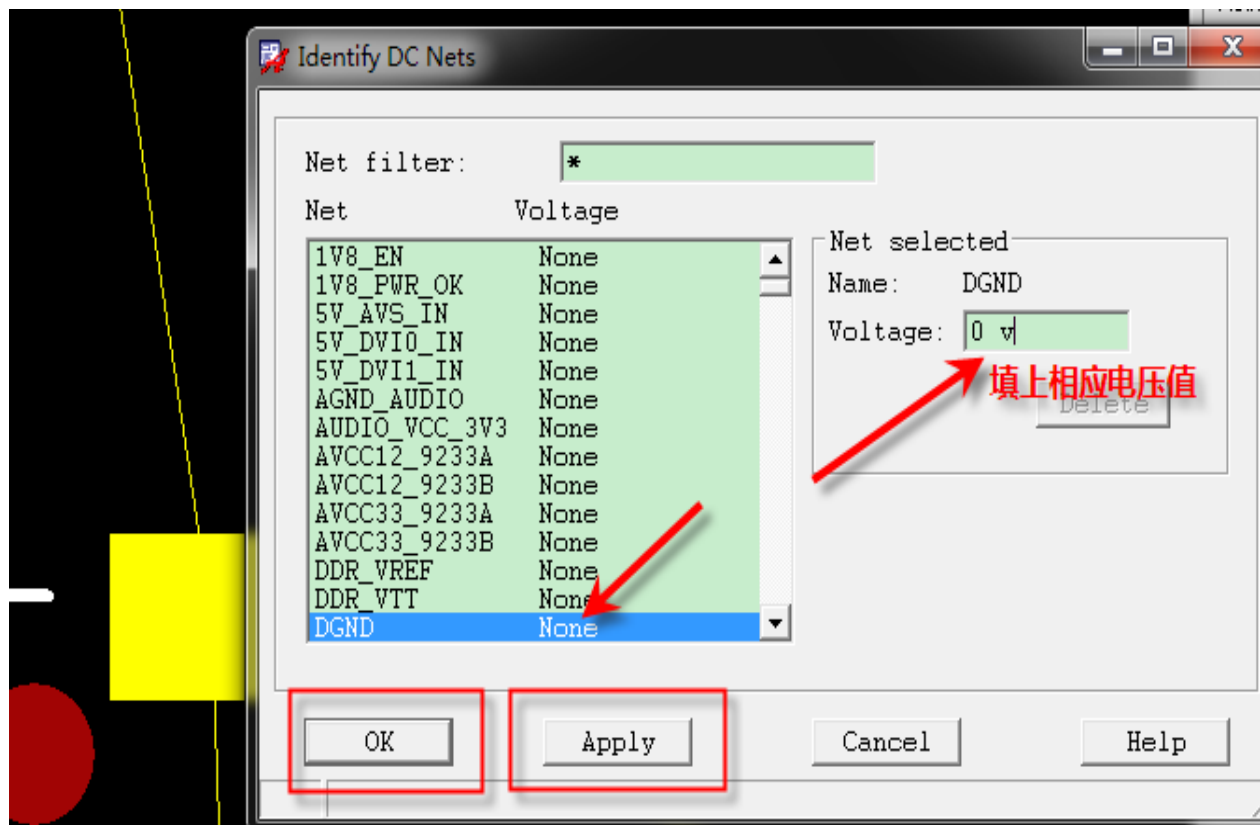 Identify DC Nets
Net filter: *
Net Voltage
1V8_EN None
1V8_PWR_OK None
5V_AVS_IN None
5V_DVI0_IN None
5V_DVI1_IN None
AGND_AUDIO None
AUDIO_VCC_3V3 None
AVCC12_9233A None
AVCC12_9233B None
AVCC33_9233A None
AVCC33_9233B None
DDR_VREF None
DDR_VTT None
DGND None
Net selected
Name: DGND
Voltage: 0 v
填上相应电压值
Delete
OK Apply Cancel Help